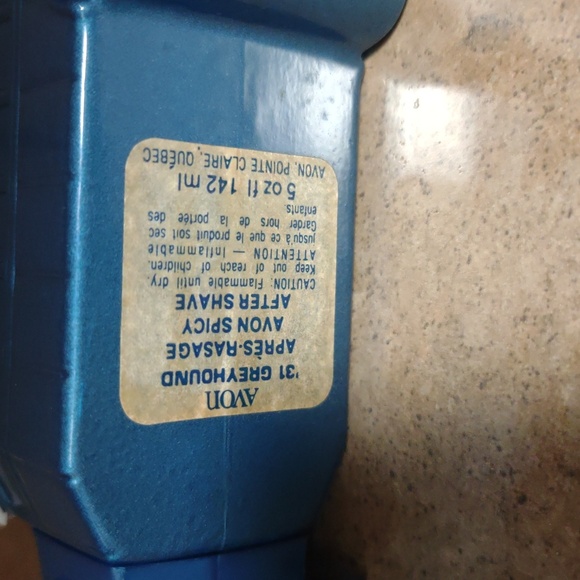 AVON
'31 GREYHOUND
APRÈS-RASAGE
AVON SPICY
AFTER SHAVE
CAUTION: Flammable until dry.
Keep out of reach of children.
ATTENTION — Inflammable
jusqu'à ce que le produit soit sec
Garder hors de la portée des
enfants.
5 oz fl 142 ml
AVON, POINTE CLAIRE, QUÉBEC